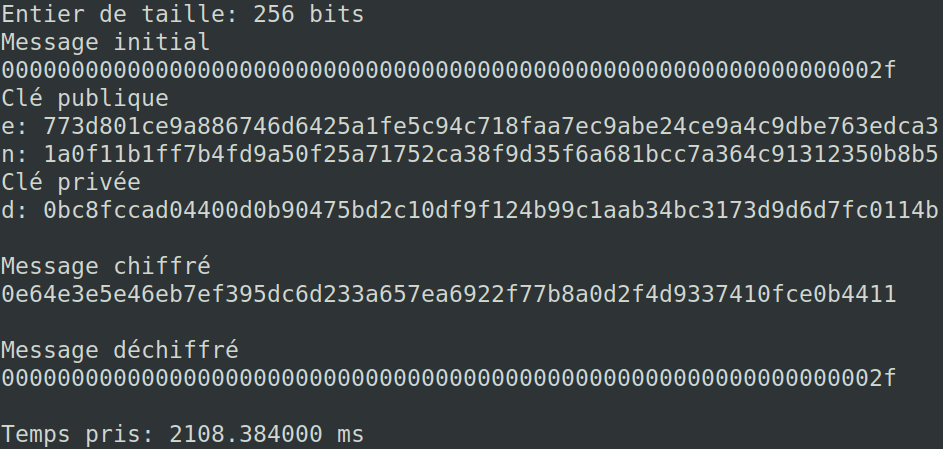 Entier de taille: 256 bits
Message initial
000000000000000000000000000000000000000000000000000000000000002f
Clé publique
e: 773d801ce9a886746d6425a1fe5c94c718faa7ec9abe24ce9a4c9dbe763edca3
n: 1a0f11b1ff7b4fd9a50f25a71752ca38f9d35f6a681bcc7a364c91312350b8b5
Clé privée
d: 0bc8fccad04400d0b90475bd2c10df9f124b99c1aab34bc3173d9d6d7fc0114b
Message chiffré
0e64e3e5e46eb7ef395dc6d233a657ea6922f77b8a0d2f4d9337410fce0b4411
Message déchiffré
000000000000000000000000000000000000000000000000000000000000002f
Temps pris: 2108.384000 ms